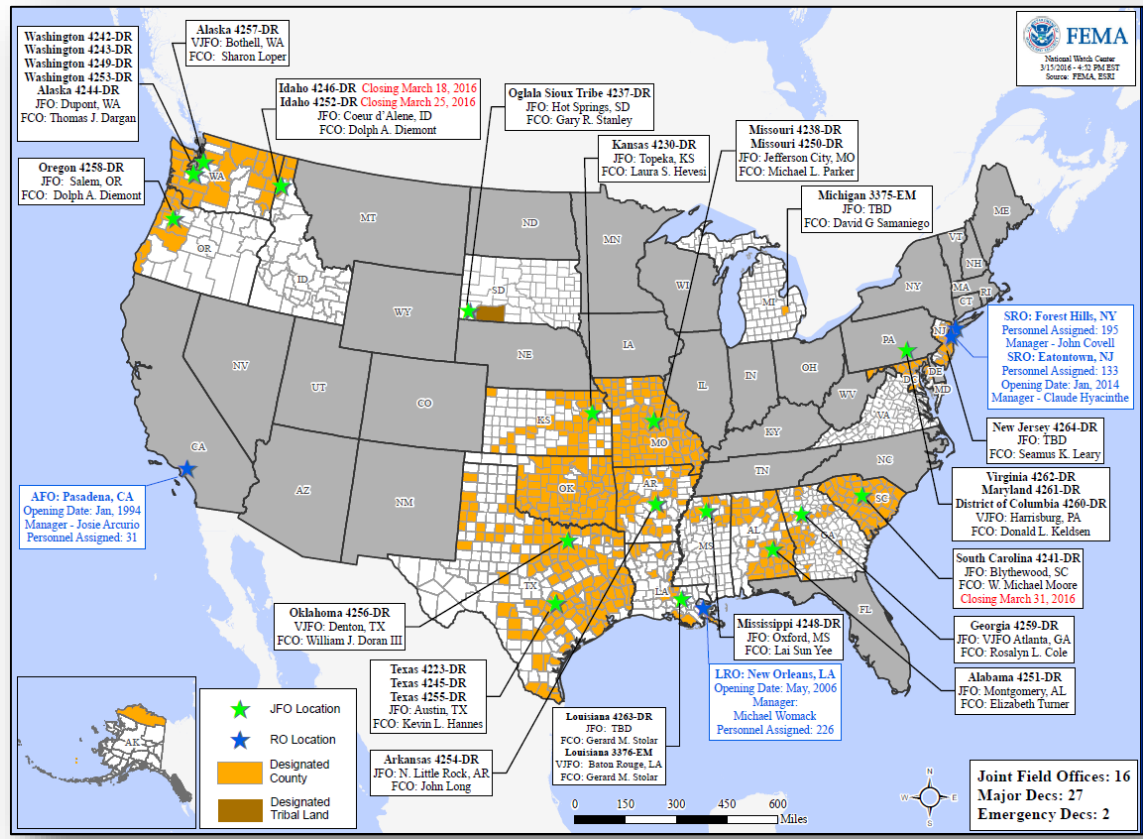 Washington 4242-DR
Washington 4243-DR
Washington 4249-DR
Washington 4253-DR
Alaska 4244-DR
JFO: Dupont, WA
FCO: Thomas J. Dargan
Alaska 4257-DR
VJFO: Bothell, WA
FCO: Sharon Loper
Idaho 4246-DR Closing March 18, 2016
Idaho 4252-DR Closing March 25, 2016
JFO: Coeur d'Alene, ID
FCO: Dolph A. Diemont
Oglala Sioux Tribe 4237-DR
JFO: Hot Springs, SD
FCO: Gary R. Stanley
Kansas 4230-DR
JFO: Topeka, KS
FCO: Laura S. Hevesi
Missouri 4238-DR
Missouri 4250-DR
JFO: Jefferson City, MO
FCO: Michael L. Parker
Michigan 3375-EM
JFO: TBD
FCO: David G Samaniego
FEMA
National Watch Center
3/15/2016 - 4:52 PM EST
Source: FEMA, ESRI
Oregon 4258-DR
JFO: Salem, OR
FCO: Dolph A. Diemont
WA
OR
ID
MT
ND
SD
WY
NE
MN
WI
MI
IA
IL
IN
OH
PA
NY
VT
NH
ME
MA
RI
CT
NJ
DE
MD
DC
WV
VA
KY
TN
NC
SC
GA
FL
AL
MS
LA
AR
MO
KS
OK
TX
NM
CO
UT
AZ
NV
CA
AK
SRO: Forest Hills, NY
Personnel Assigned: 195
Manager - John Covell
SRO: Eatontown, NJ
Personnel Assigned: 133
Opening Date: Jan, 2014
Manager - Claude Hyacinthe
New Jersey 4264-DR
JFO: TBD
FCO: Seamus K. Leary
Virginia 4262-DR
Maryland 4261-DR
District of Columbia 4260-DR
VJFO: Harrisburg, PA
FCO: Donald L. Keldsen
South Carolina 4241-DR
JFO: Blythewood, SC
FCO: W. Michael Moore
Closing March 31, 2016
Georgia 4259-DR
JFO: VJFO Atlanta, GA
FCO: Rosalyn L. Cole
Alabama 4251-DR
JFO: Montgomery, AL
FCO: Elizabeth Turner
Mississippi 4248-DR
JFO: Oxford, MS
FCO: Lai Sun Yee
LRO: New Orleans, LA
Opening Date: May, 2006
Manager:
Michael Womack
Personnel Assigned: 226
Louisiana 4263-DR
JFO: TBD
FCO: Gerard M. Stolar
Louisiana 3376-EM
VJFO: Baton Rouge, LA
FCO: Gerard M. Stolar
AFO: Pasadena, CA
Opening Date: Jan, 1994
Manager - Josie Arcurio
Personnel Assigned: 31
Oklahoma 4256-DR
VJFO: Denton, TX
FCO: William J. Doran III
Texas 4223-DR
Texas 4245-DR
Texas 4255-DR
JFO: Austin, TX
FCO: Kevin L. Hannes
Arkansas 4254-DR
JFO: N. Little Rock, AR
FCO: John Long
JFO Location
RO Location
Designated
County
Designated
Tribal Land
0 150 300 450 600
Miles
N
W E
S
Joint Field Offices: 16
Major Decs: 27
Emergency Decs: 2